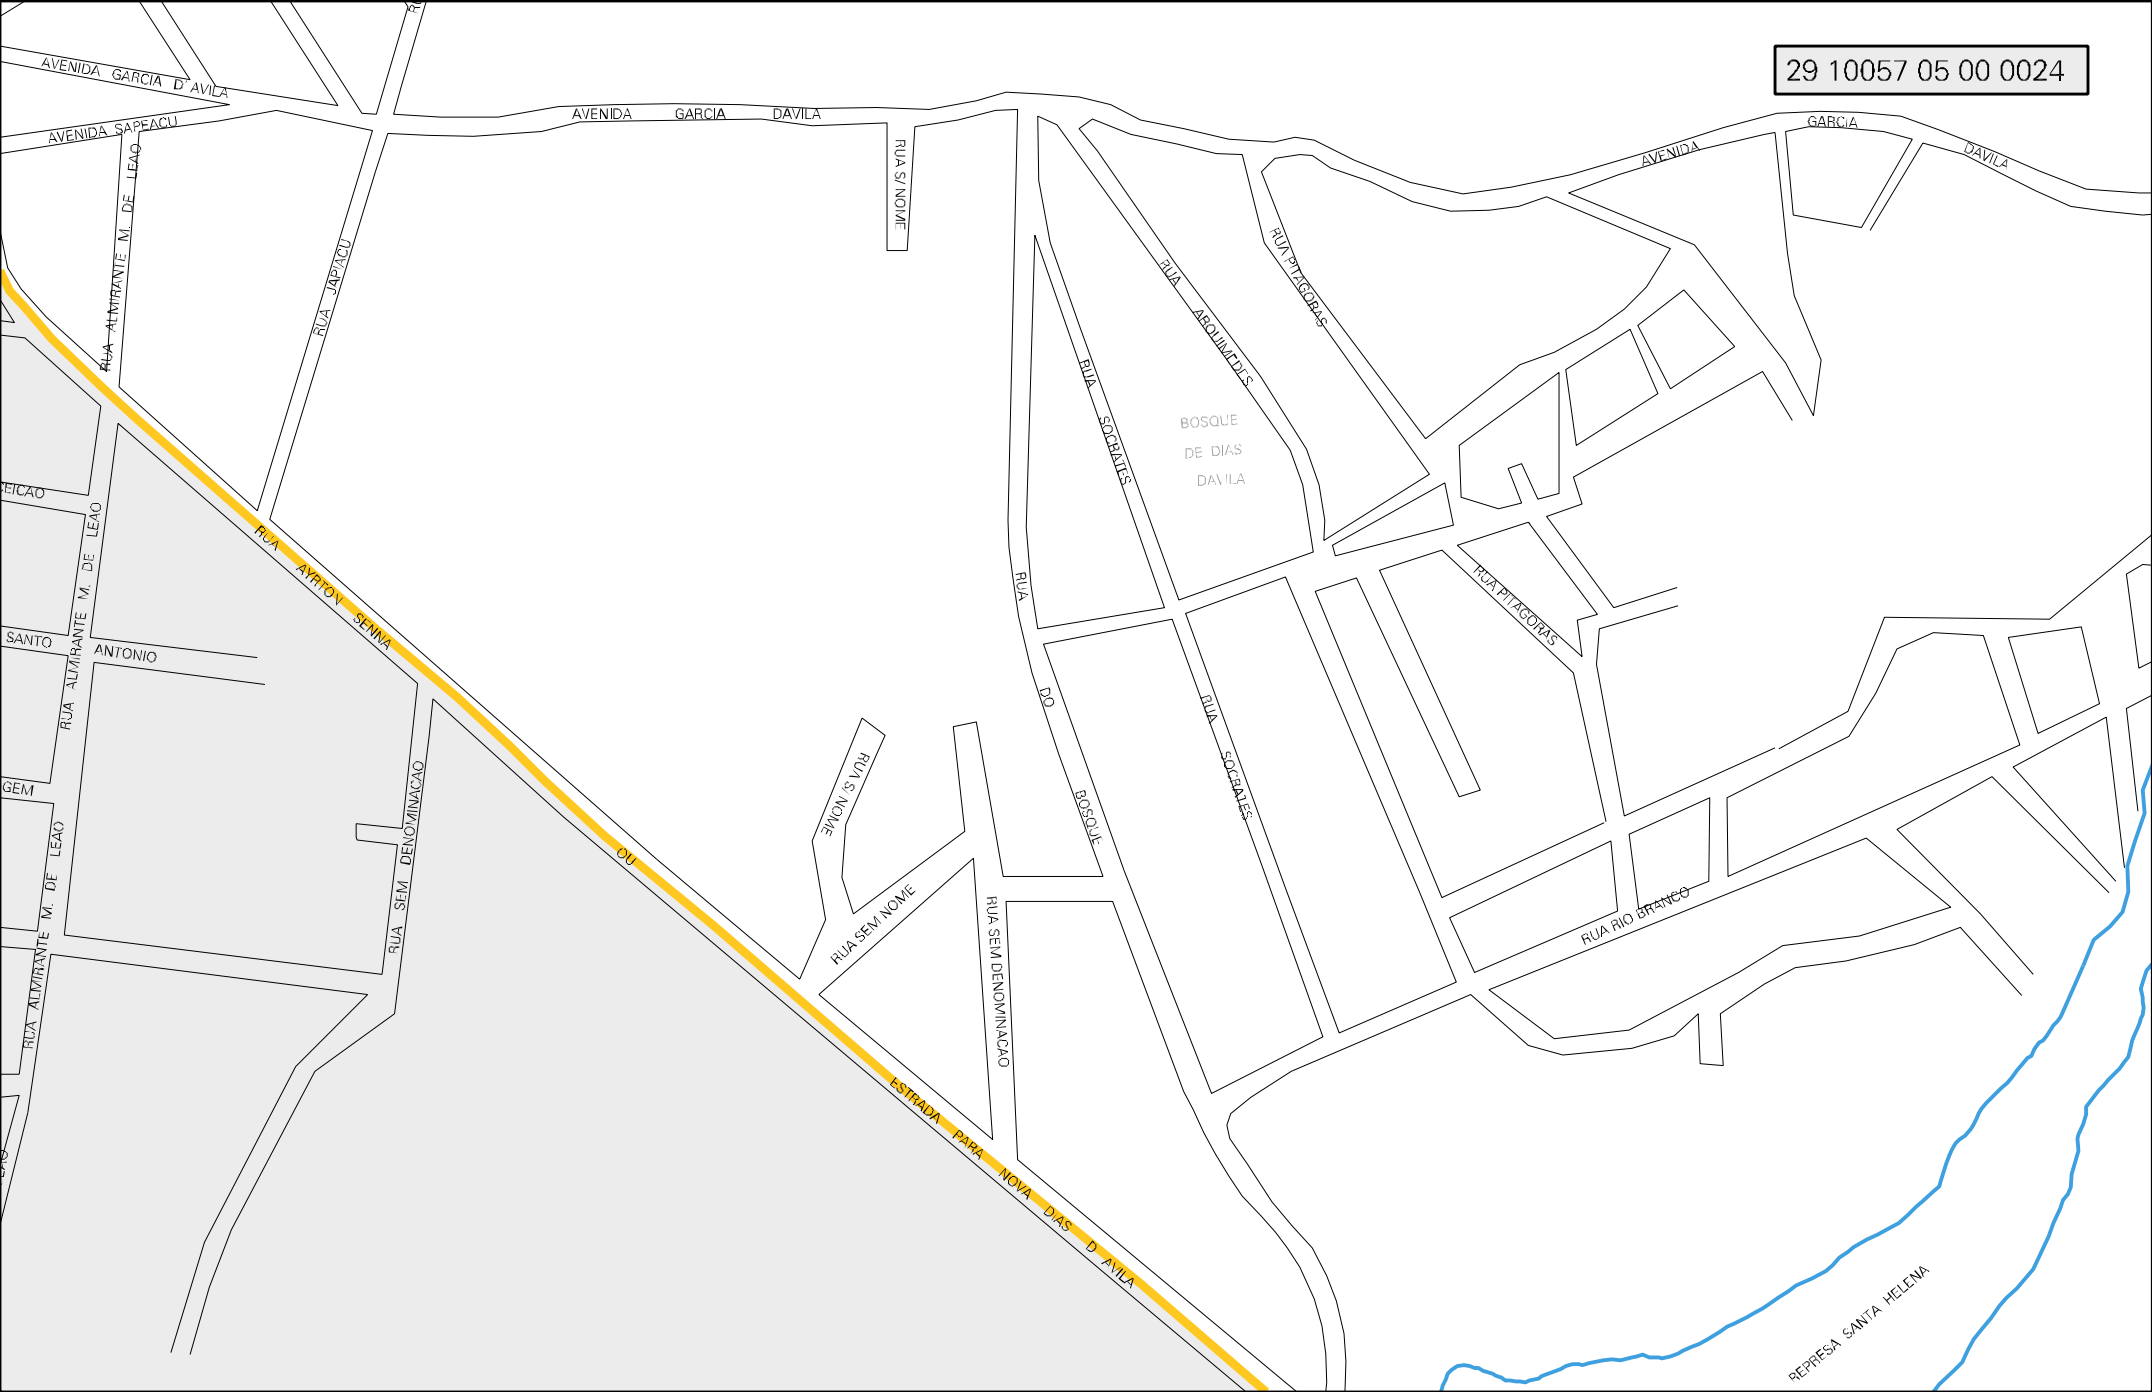 29 10057 05 00 0024
AVENIDA GARCIA D' AVILA
AVENIDA SAPEACU
AVENIDA GARCIA DAVILA
AVENIDA GARCIA DAVILA
RUA S/ NOME
RUA ALMIRANTE M. DE LEAO
RUA JAPIACU
RUA PITAGORAS
RUA ARQUIMEDES
RUA SOCRATES
BOSQUE
DE DIAS
DAVILA
EICAO
RUA ALMIRANTE M. DE LEAO
SANTO ANTONIO
RUA AYRTON SENNA OU ESTRADA PARA NOVA DIAS D AVILA
RUA DO BOSQUE
RUA PITAGORAS
RUA SOCRATES
GEM
RUA SEM DENOMINACAO
RUA S/ NOME
RUA SEM NOME
RUA SEM DENOMINACAO
RUA RIO BRANCO
RUA ALMIRANTE M. DE LEAO
REPRESA SANTA HELENA